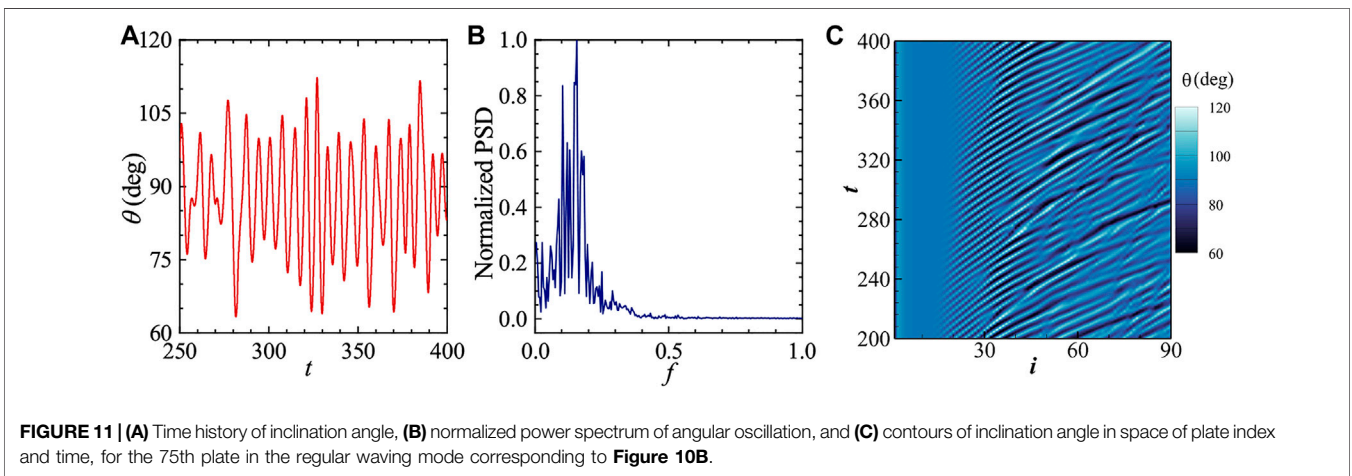 A
120
105
90
75
60
θ (deg)
250 300 350 400
t
B
1.0
0.8
0.6
0.4
0.2
0.0
Normalized PSD
0.0 0.5 1.0
f
C
400
360
320
280
240
200
t
30 60 90
i
θ (deg)
120
100
80
60
FIGURE 11 | (A) Time history of inclination angle, (B) normalized power spectrum of angular oscillation, and (C) contours of inclination angle in space of plate index
and time, for the 75th plate in the regular waving mode corresponding to Figure 10B.